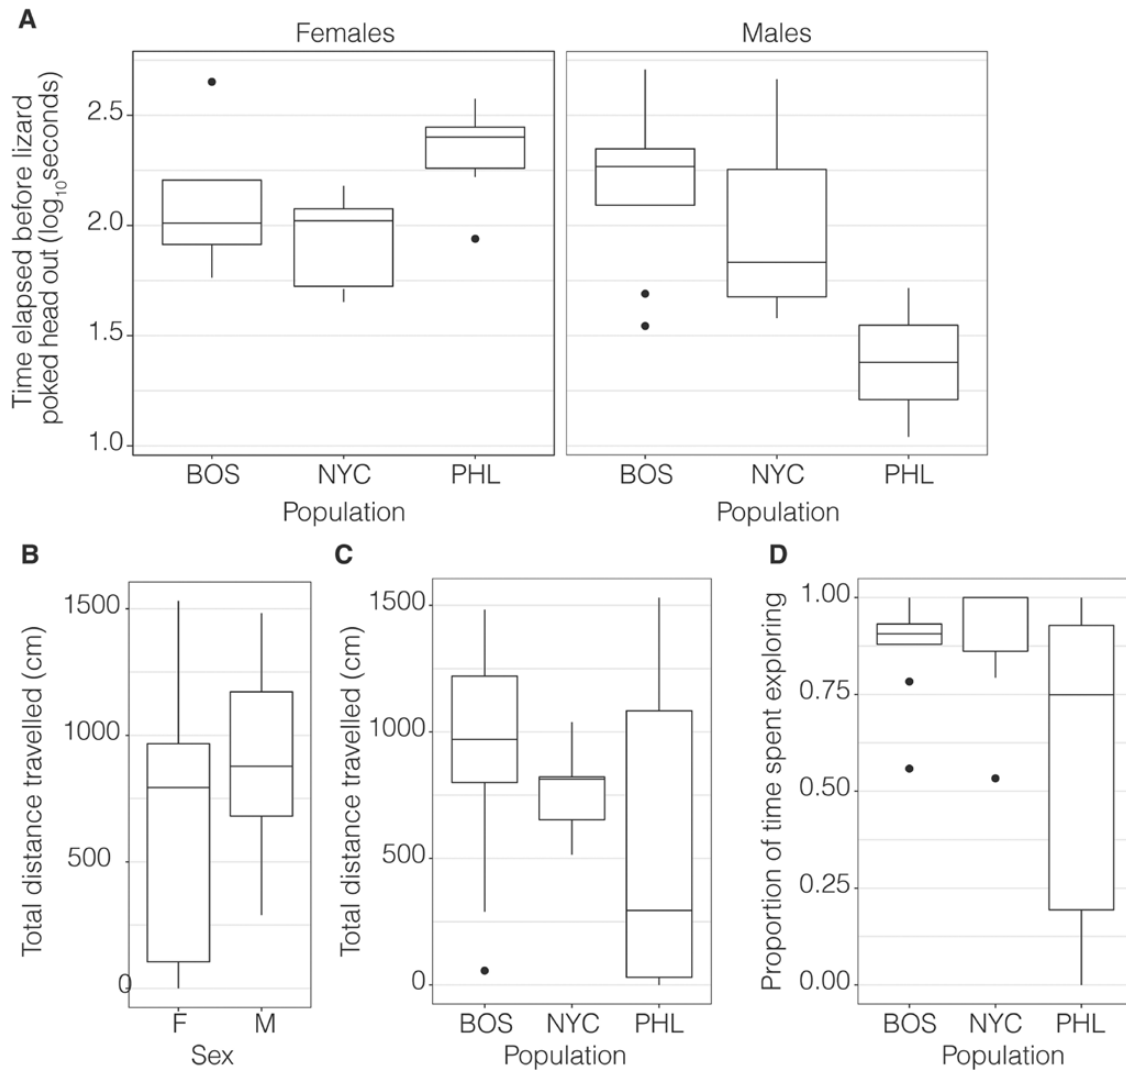 A
Females
Males
Time elapsed before lizard
poked head out (log10seconds)
2.5
2.0
1.5
1.0
BOS NYC PHL
BOS NYC PHL
Population
Population
B
Total distance travelled (cm)
1500
1000
500
0
F M
Sex
C
Total distance travelled (cm)
1500
1000
500
0
BOS NYC PHL
Population
D
Proportion of time spent exploring
1.00
0.75
0.50
0.25
0.00
BOS NYC PHL
Population